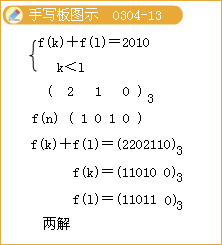 手写板图示 0304-13
f(k)+f(l)=2010
k<l
( 2 1 0 )₃
f(n) ( 1 0 1 0 )
f(k)+f(l)=(2202110)₃
f(k)=(11010 0)₃
f(l)=(11011 0)₃
两解